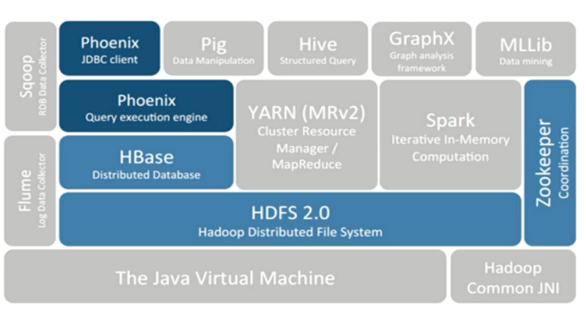 Sqoop
RDB Data Collector
Phoenix
JDBC client
Pig
Data Manipulation
Hive
Structured Query
GraphX
Graph analysis
framework
MLLib
Data mining
Phoenix
Query execution engine
YARN (MRv2)
Cluster Resource
Manager /
MapReduce
Spark
Iterative In-Memory
Computation
Zookeeper
Coordination
Flume
Log Data Collector
HBase
Distributed Database
HDFS 2.0
Hadoop Distributed File System
The Java Virtual Machine
Hadoop
Common JNI